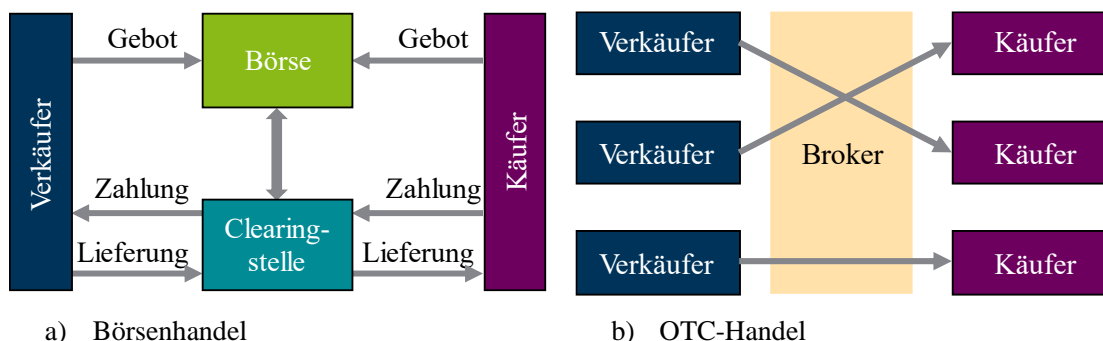 Verkäufer
Gebot
Börse
Gebot
Käufer
Zahlung
Zahlung
Lieferung
Clearing-
stelle
Lieferung
a) Börsenhandel
Verkäufer
Käufer
Verkäufer
Broker
Käufer
Verkäufer
Käufer
b) OTC-Handel